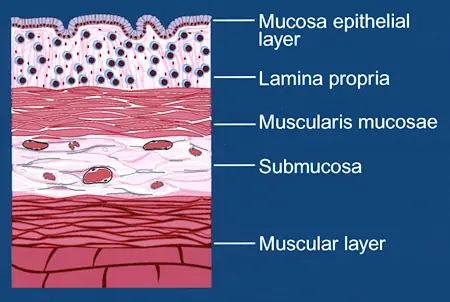 Mucosa epithelial
layer
Lamina propria
Muscularis mucosae
Submucosa
Muscular layer